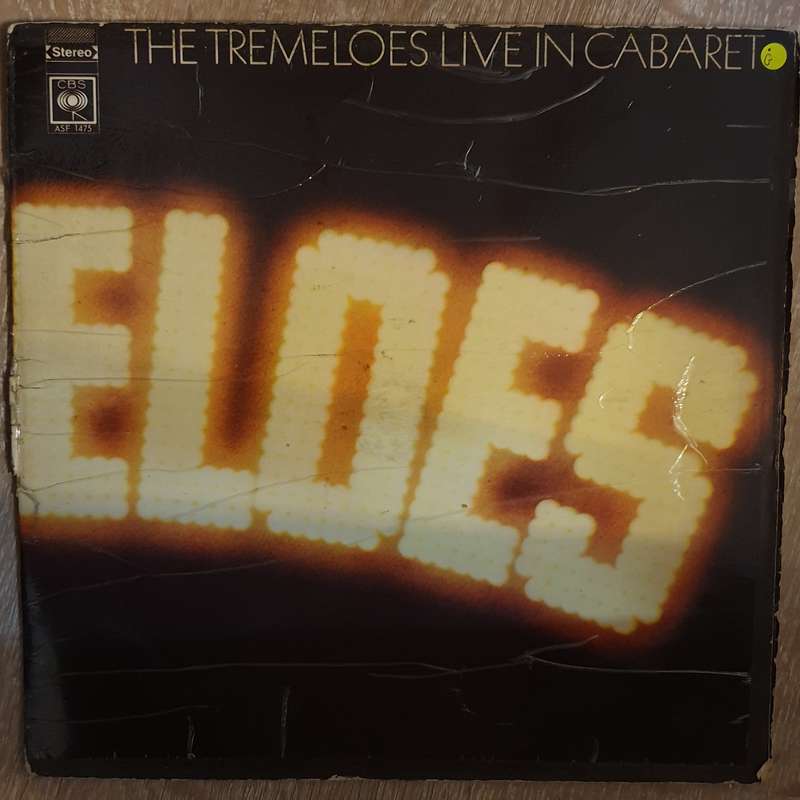 THE TREMELOES LIVE IN CABARET
Stereo
CBS
ASF 1475
G
ELOES